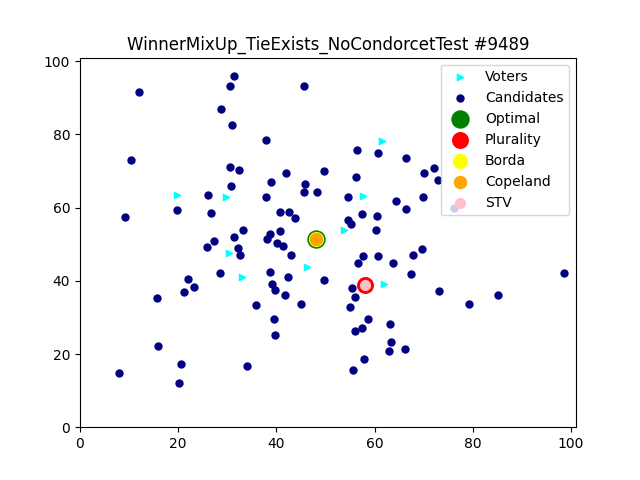 WinnerMixUp_TieExists_NoCondorcetTest #9489
100
80
60
40
20
0
0
20
40
60
80
100
Voters
Candidates
Optimal
Plurality
Borda
Copeland
STV